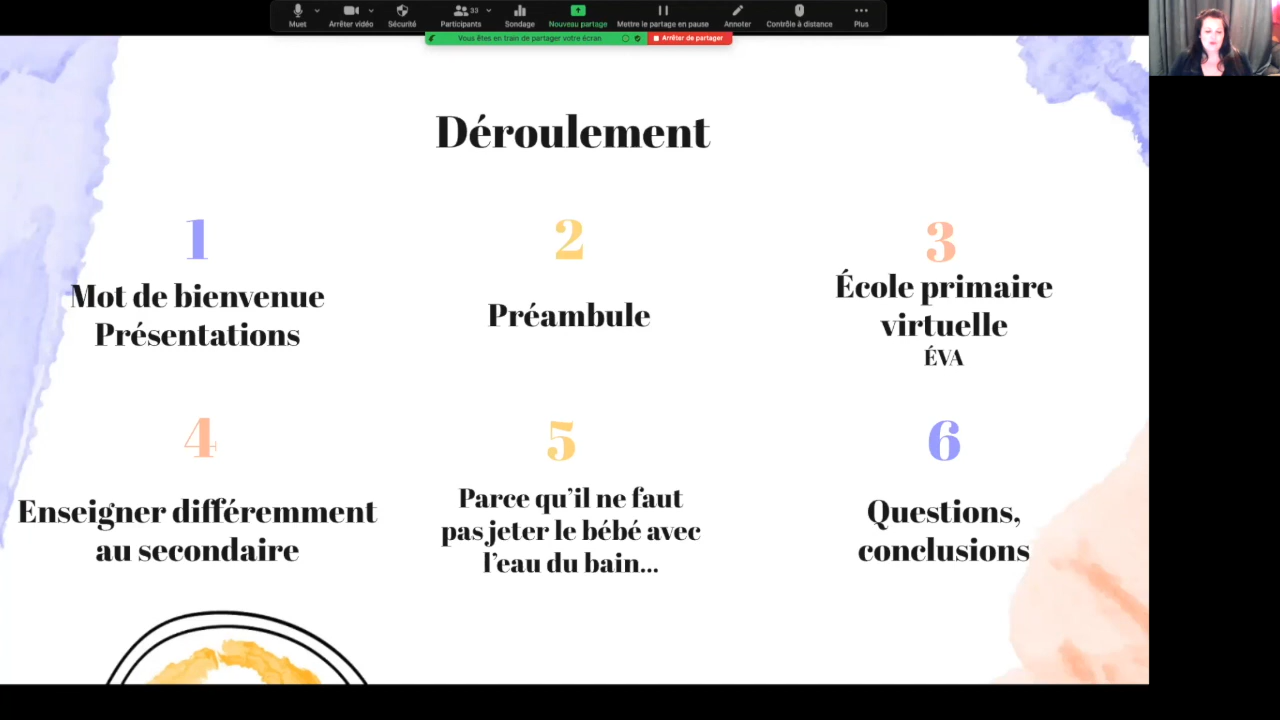 Muet
Arrêter vidéo
Sécurité
Participants
33
Sondage
Nouveau partage
Mettre le partage en pause
Annoter
Contrôle à distance
Plus
Vous êtes en train de partager votre écran
Arrêter de partager
Déroulement
1
Mot de bienvenue
Présentations
2
Préambule
3
École primaire
virtuelle
ÉVA
4
Enseigner différemment
au secondaire
5
Parce qu'il ne faut
pas jeter le bébé avec
l'eau du bain...
6
Questions,
conclusions